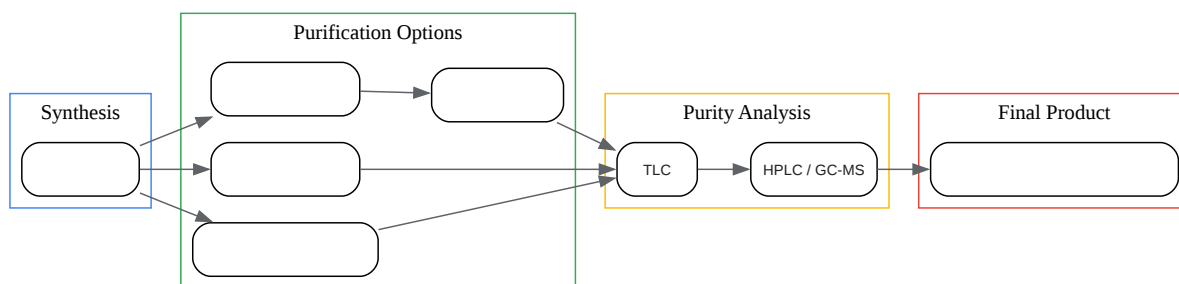 Purification Options
Synthesis
Purity Analysis
Final Product
TLC
HPLC / GC-MS